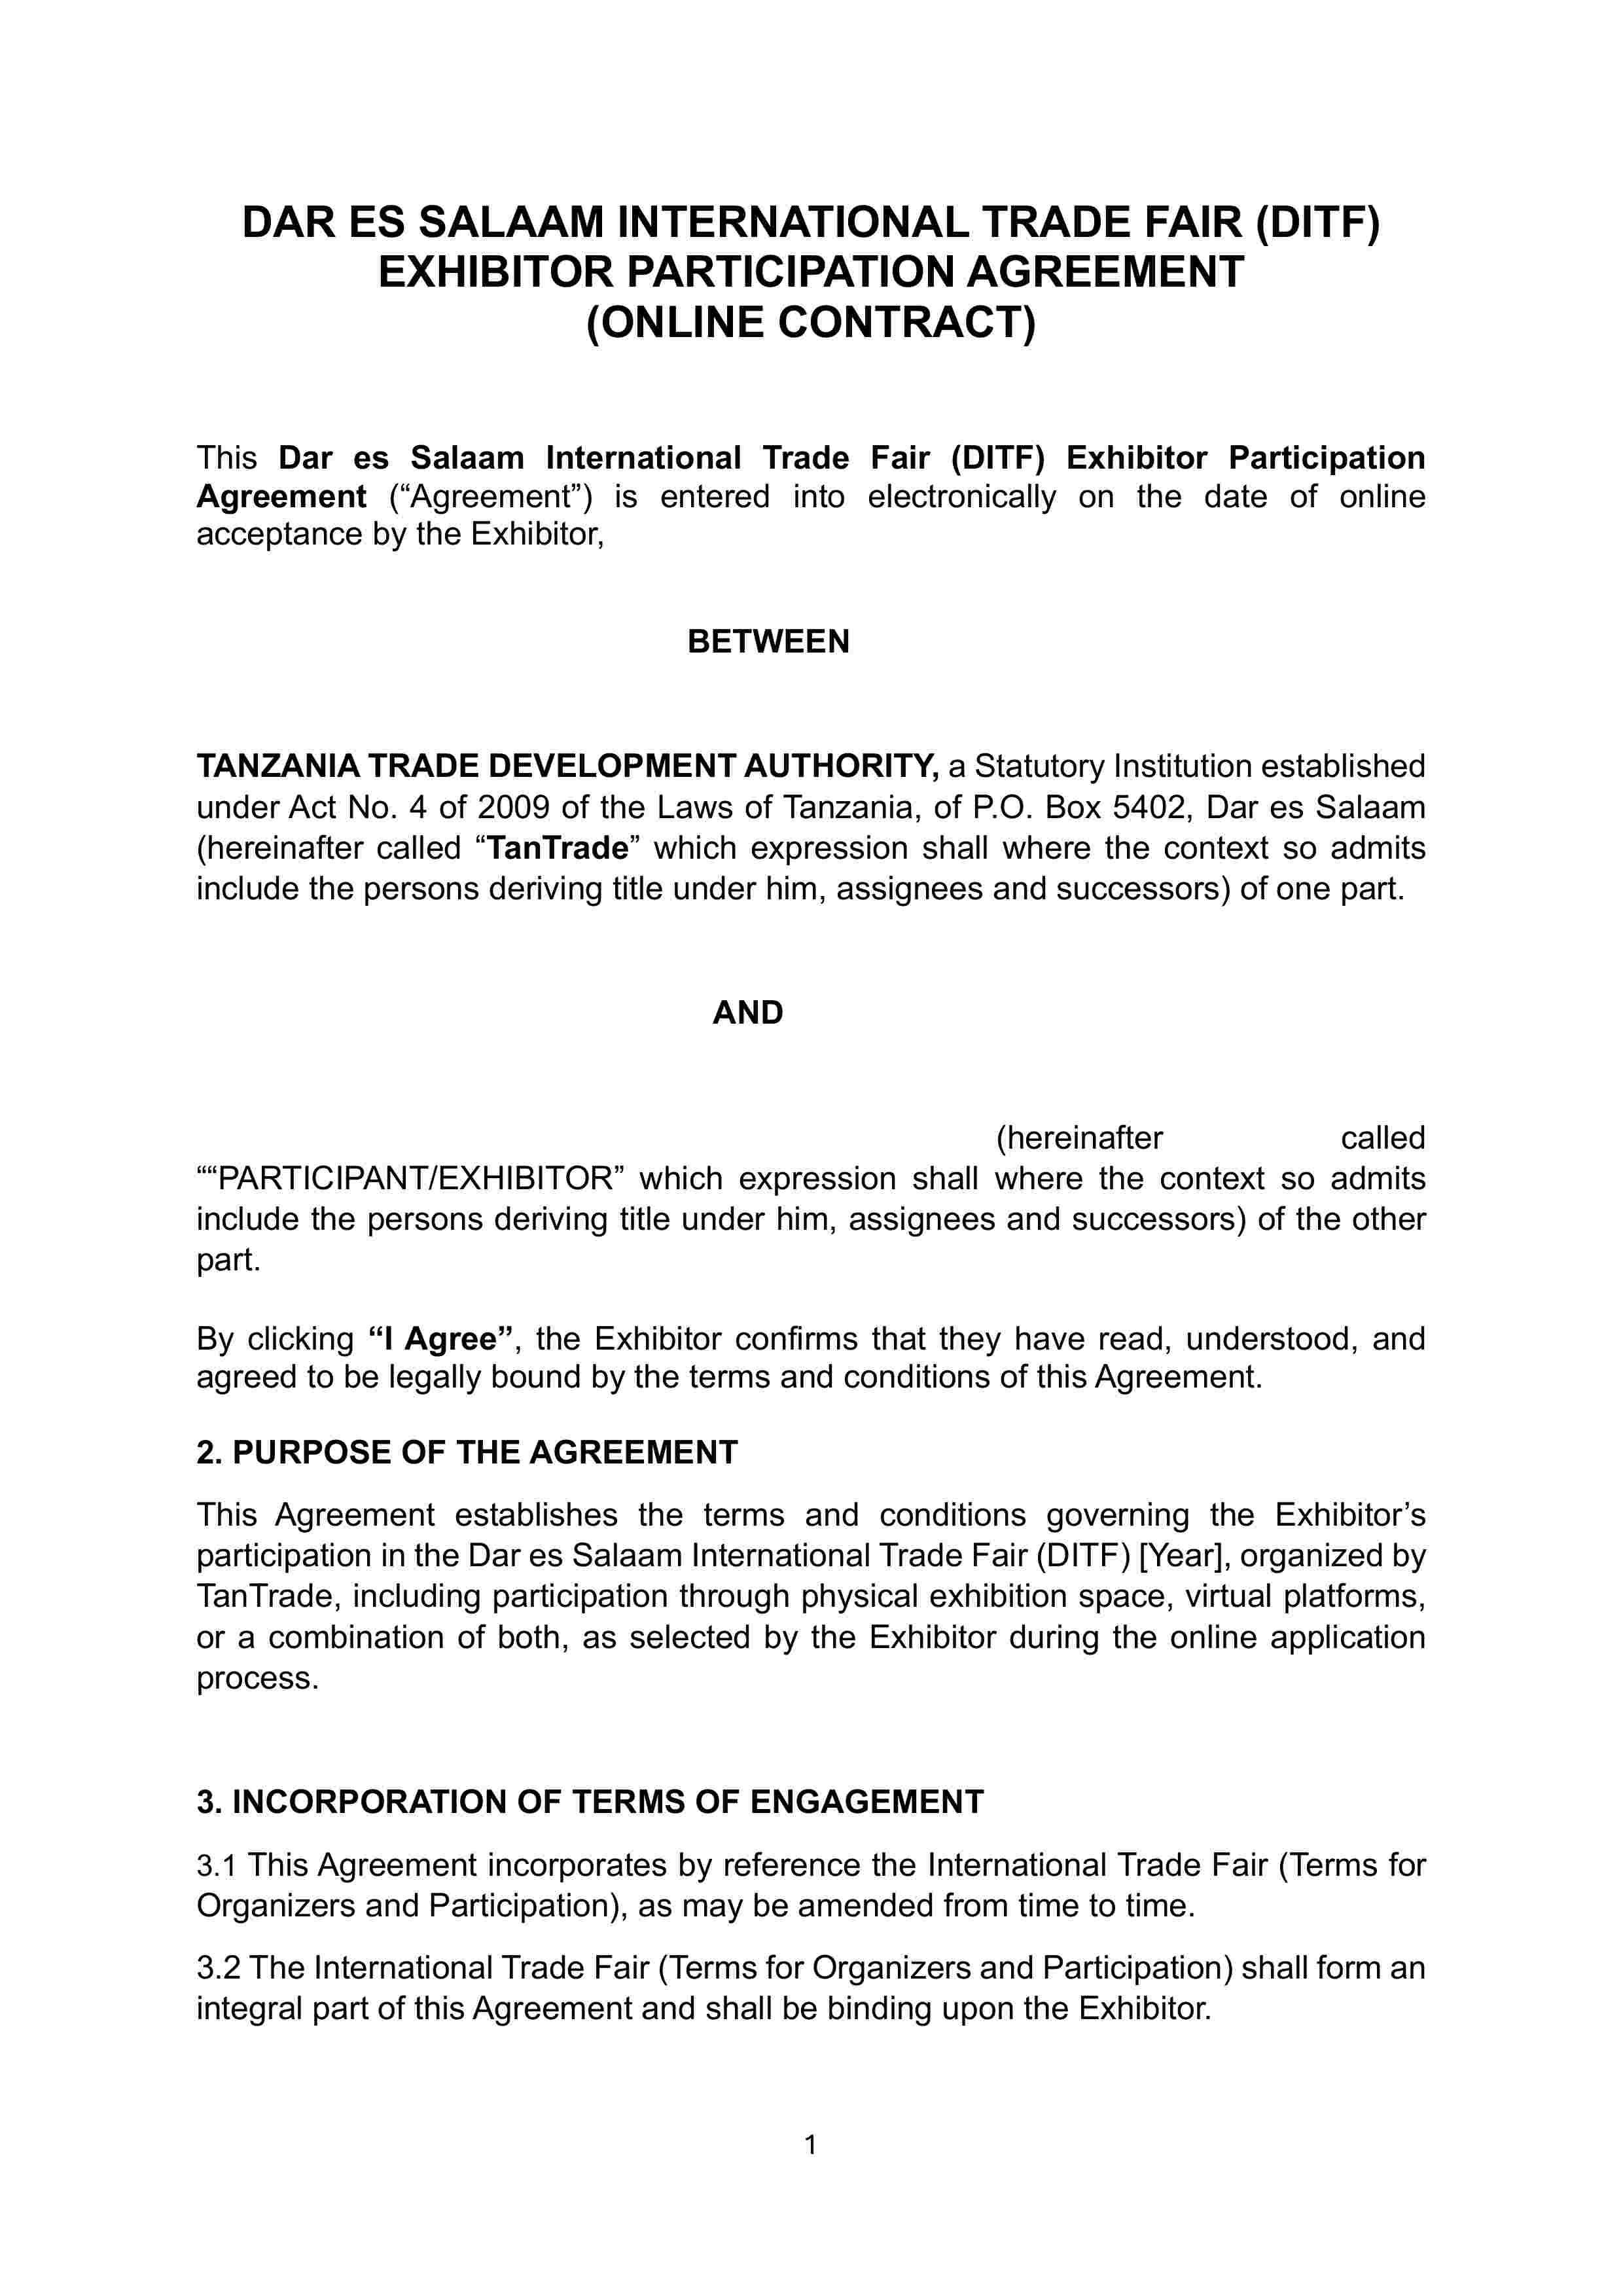 DAR ES SALAAM INTERNATIONAL TRADE FAIR (DITF)
EXHIBITOR PARTICIPATION AGREEMENT
(ONLINE CONTRACT)
This Dar es Salaam International Trade Fair (DITF) Exhibitor Participation
Agreement (“Agreement”) is entered into electronically on the date of online
acceptance by the Exhibitor,
BETWEEN
TANZANIA TRADE DEVELOPMENT AUTHORITY, a Statutory Institution established
under Act No. 4 of 2009 of the Laws of Tanzania, of P.O. Box 5402, Dar es Salaam
(hereinafter called “TanTrade” which expression shall where the context so admits
include the persons deriving title under him, assignees and successors) of one part.
AND
(hereinafter called
““PARTICIPANT/EXHIBITOR” which expression shall where the context so admits
include the persons deriving title under him, assignees and successors) of the other
part.
By clicking “I Agree”, the Exhibitor confirms that they have read, understood, and
agreed to be legally bound by the terms and conditions of this Agreement.
2. PURPOSE OF THE AGREEMENT
This Agreement establishes the terms and conditions governing the Exhibitor’s
participation in the Dar es Salaam International Trade Fair (DITF) [Year], organized by
TanTrade, including participation through physical exhibition space, virtual platforms,
or a combination of both, as selected by the Exhibitor during the online application
process.
3. INCORPORATION OF TERMS OF ENGAGEMENT
3.1 This Agreement incorporates by reference the International Trade Fair (Terms for
Organizers and Participation), as may be amended from time to time.
3.2 The International Trade Fair (Terms for Organizers and Participation) shall form an
integral part of this Agreement and shall be binding upon the Exhibitor.
1